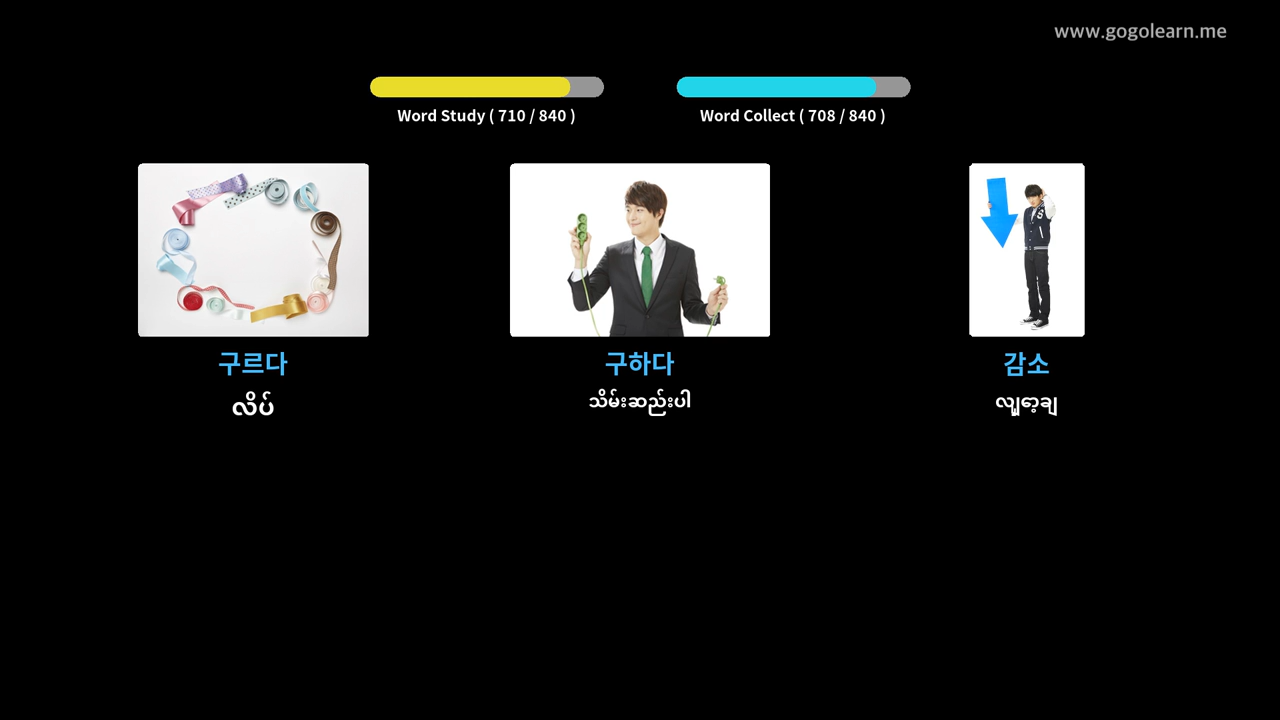 www.gogolearn.me
Word Study ( 710 / 840 )
Word Collect ( 708 / 840 )
구르다
구하다
감소
လိပ်
သိမ်းဆည်းပါ
လျှော့ချ